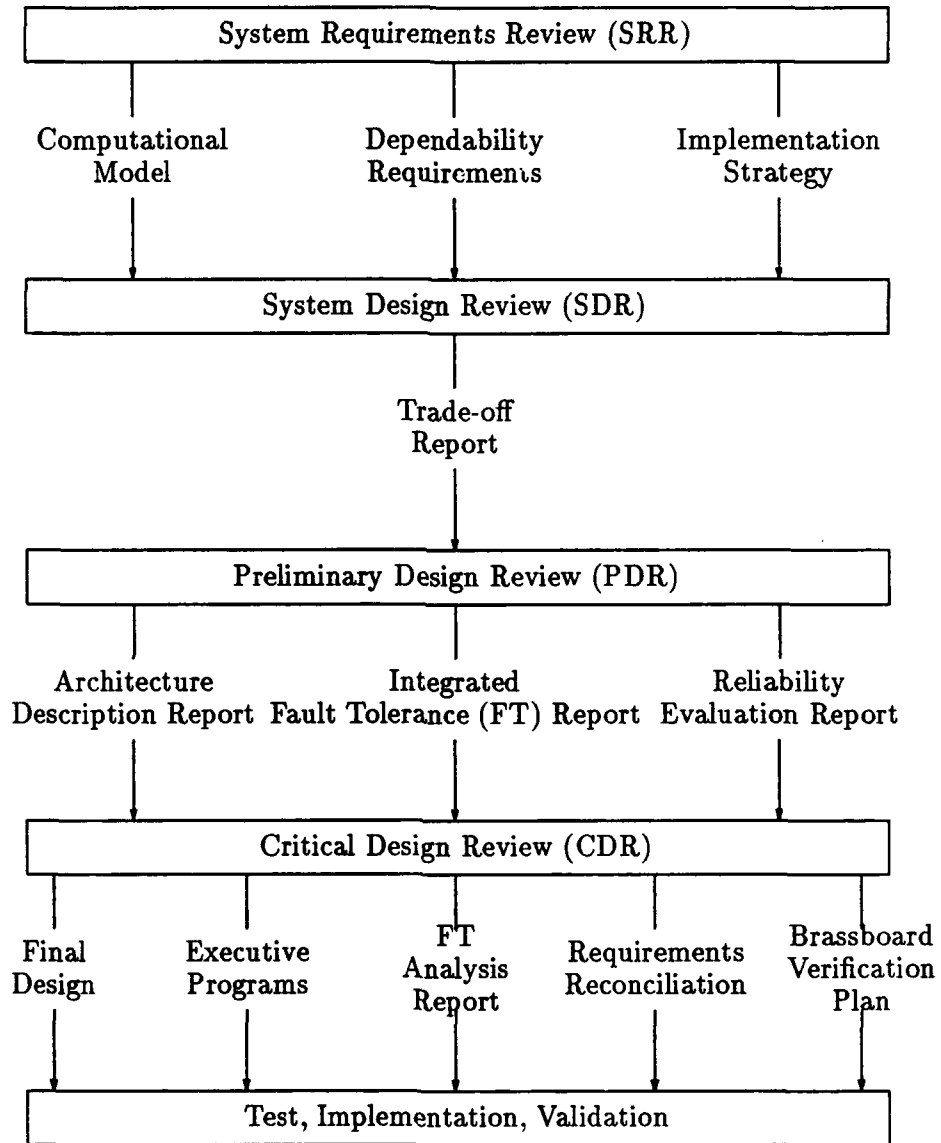 System Requirements Review (SRR)
Computational
Model
Dependability
Requirements
Implementation
Strategy
System Design Review (SDR)
Trade-off
Report
Preliminary Design Review (PDR)
Architecture
Description Report
Integrated
Fault Tolerance (FT) Report
Reliability
Evaluation Report
Critical Design Review (CDR)
Final
Design
Executive
Programs
FT
Analysis
Report
Requirements
Reconciliation
Brassboard
Verification
Plan
Test, Implementation, Validation